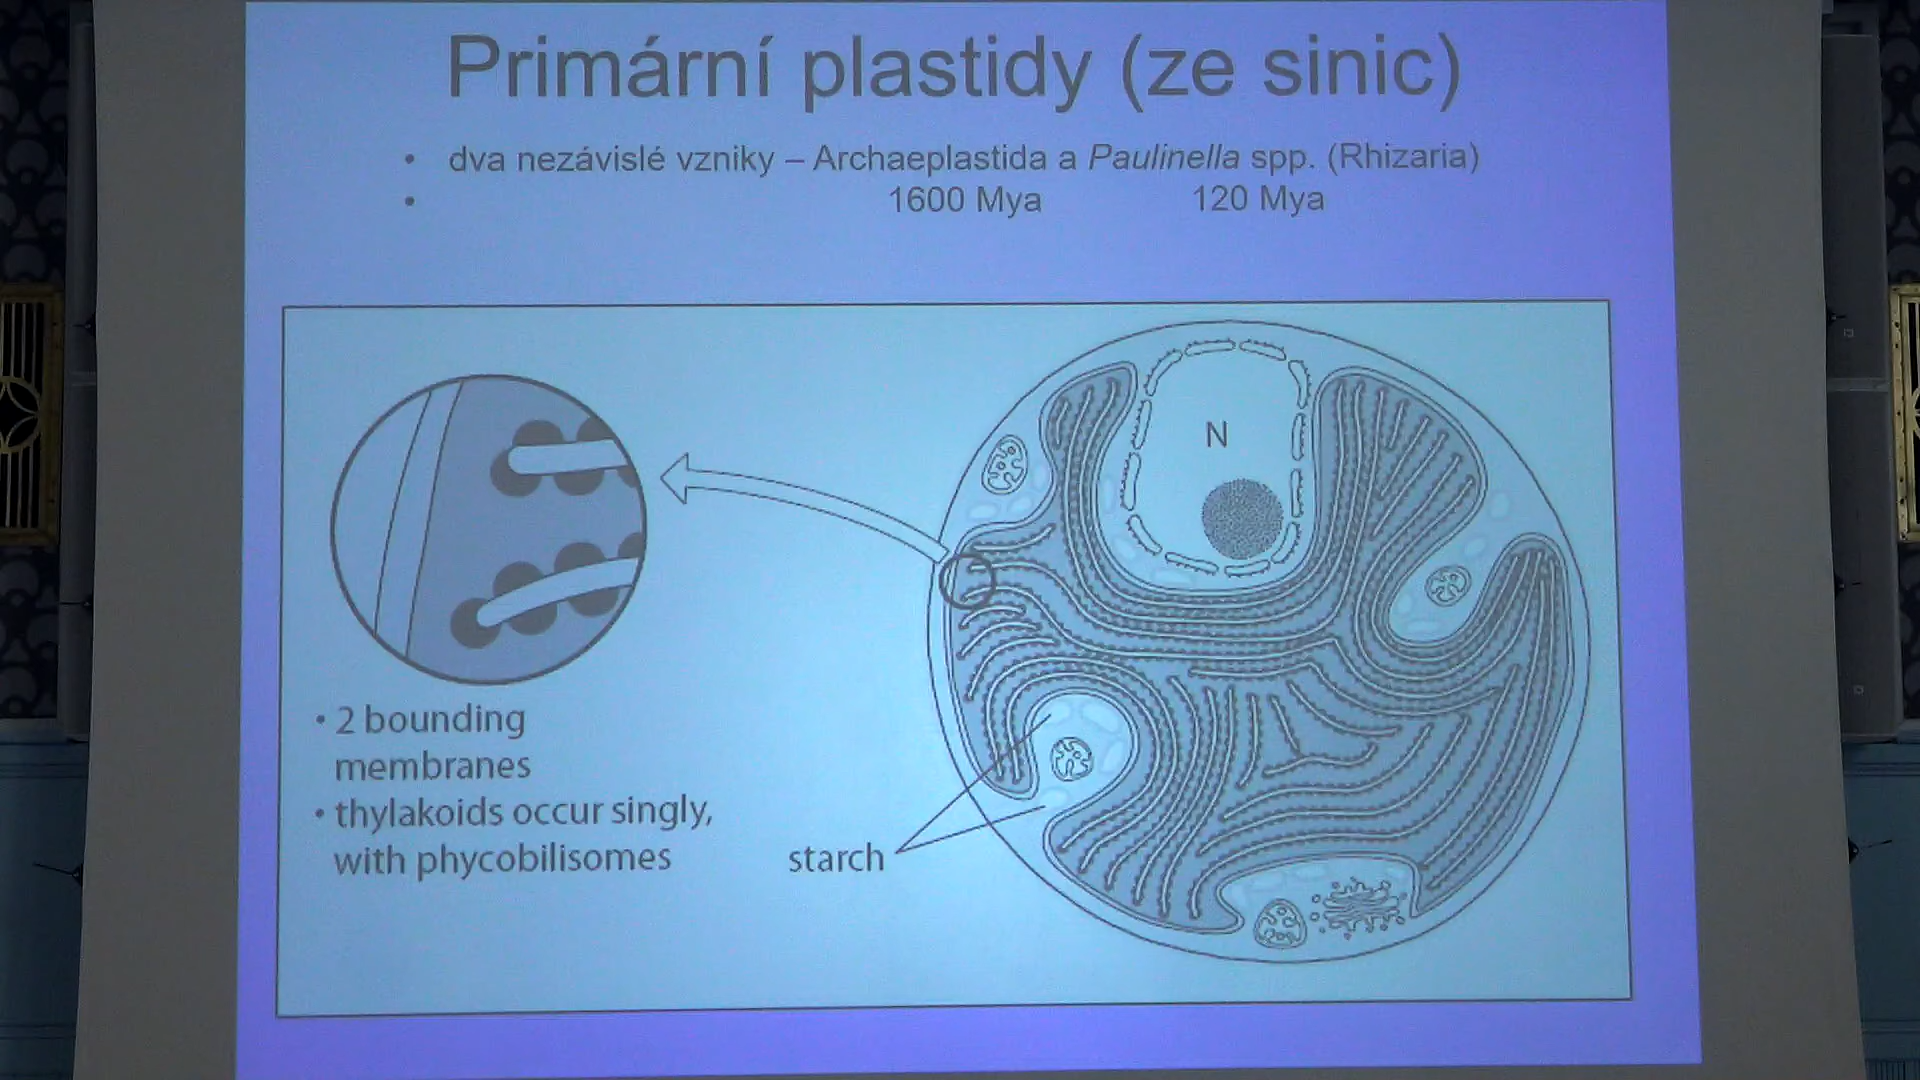 Primární plastidy (ze sinic)
• dva nezávislé vzniky – Archaeplastida a Paulinella spp. (Rhizaria)
• 1600 Mya 120 Mya
N
• 2 bounding
membranes
• thylakoids occur singly,
with phycobilisomes
starch